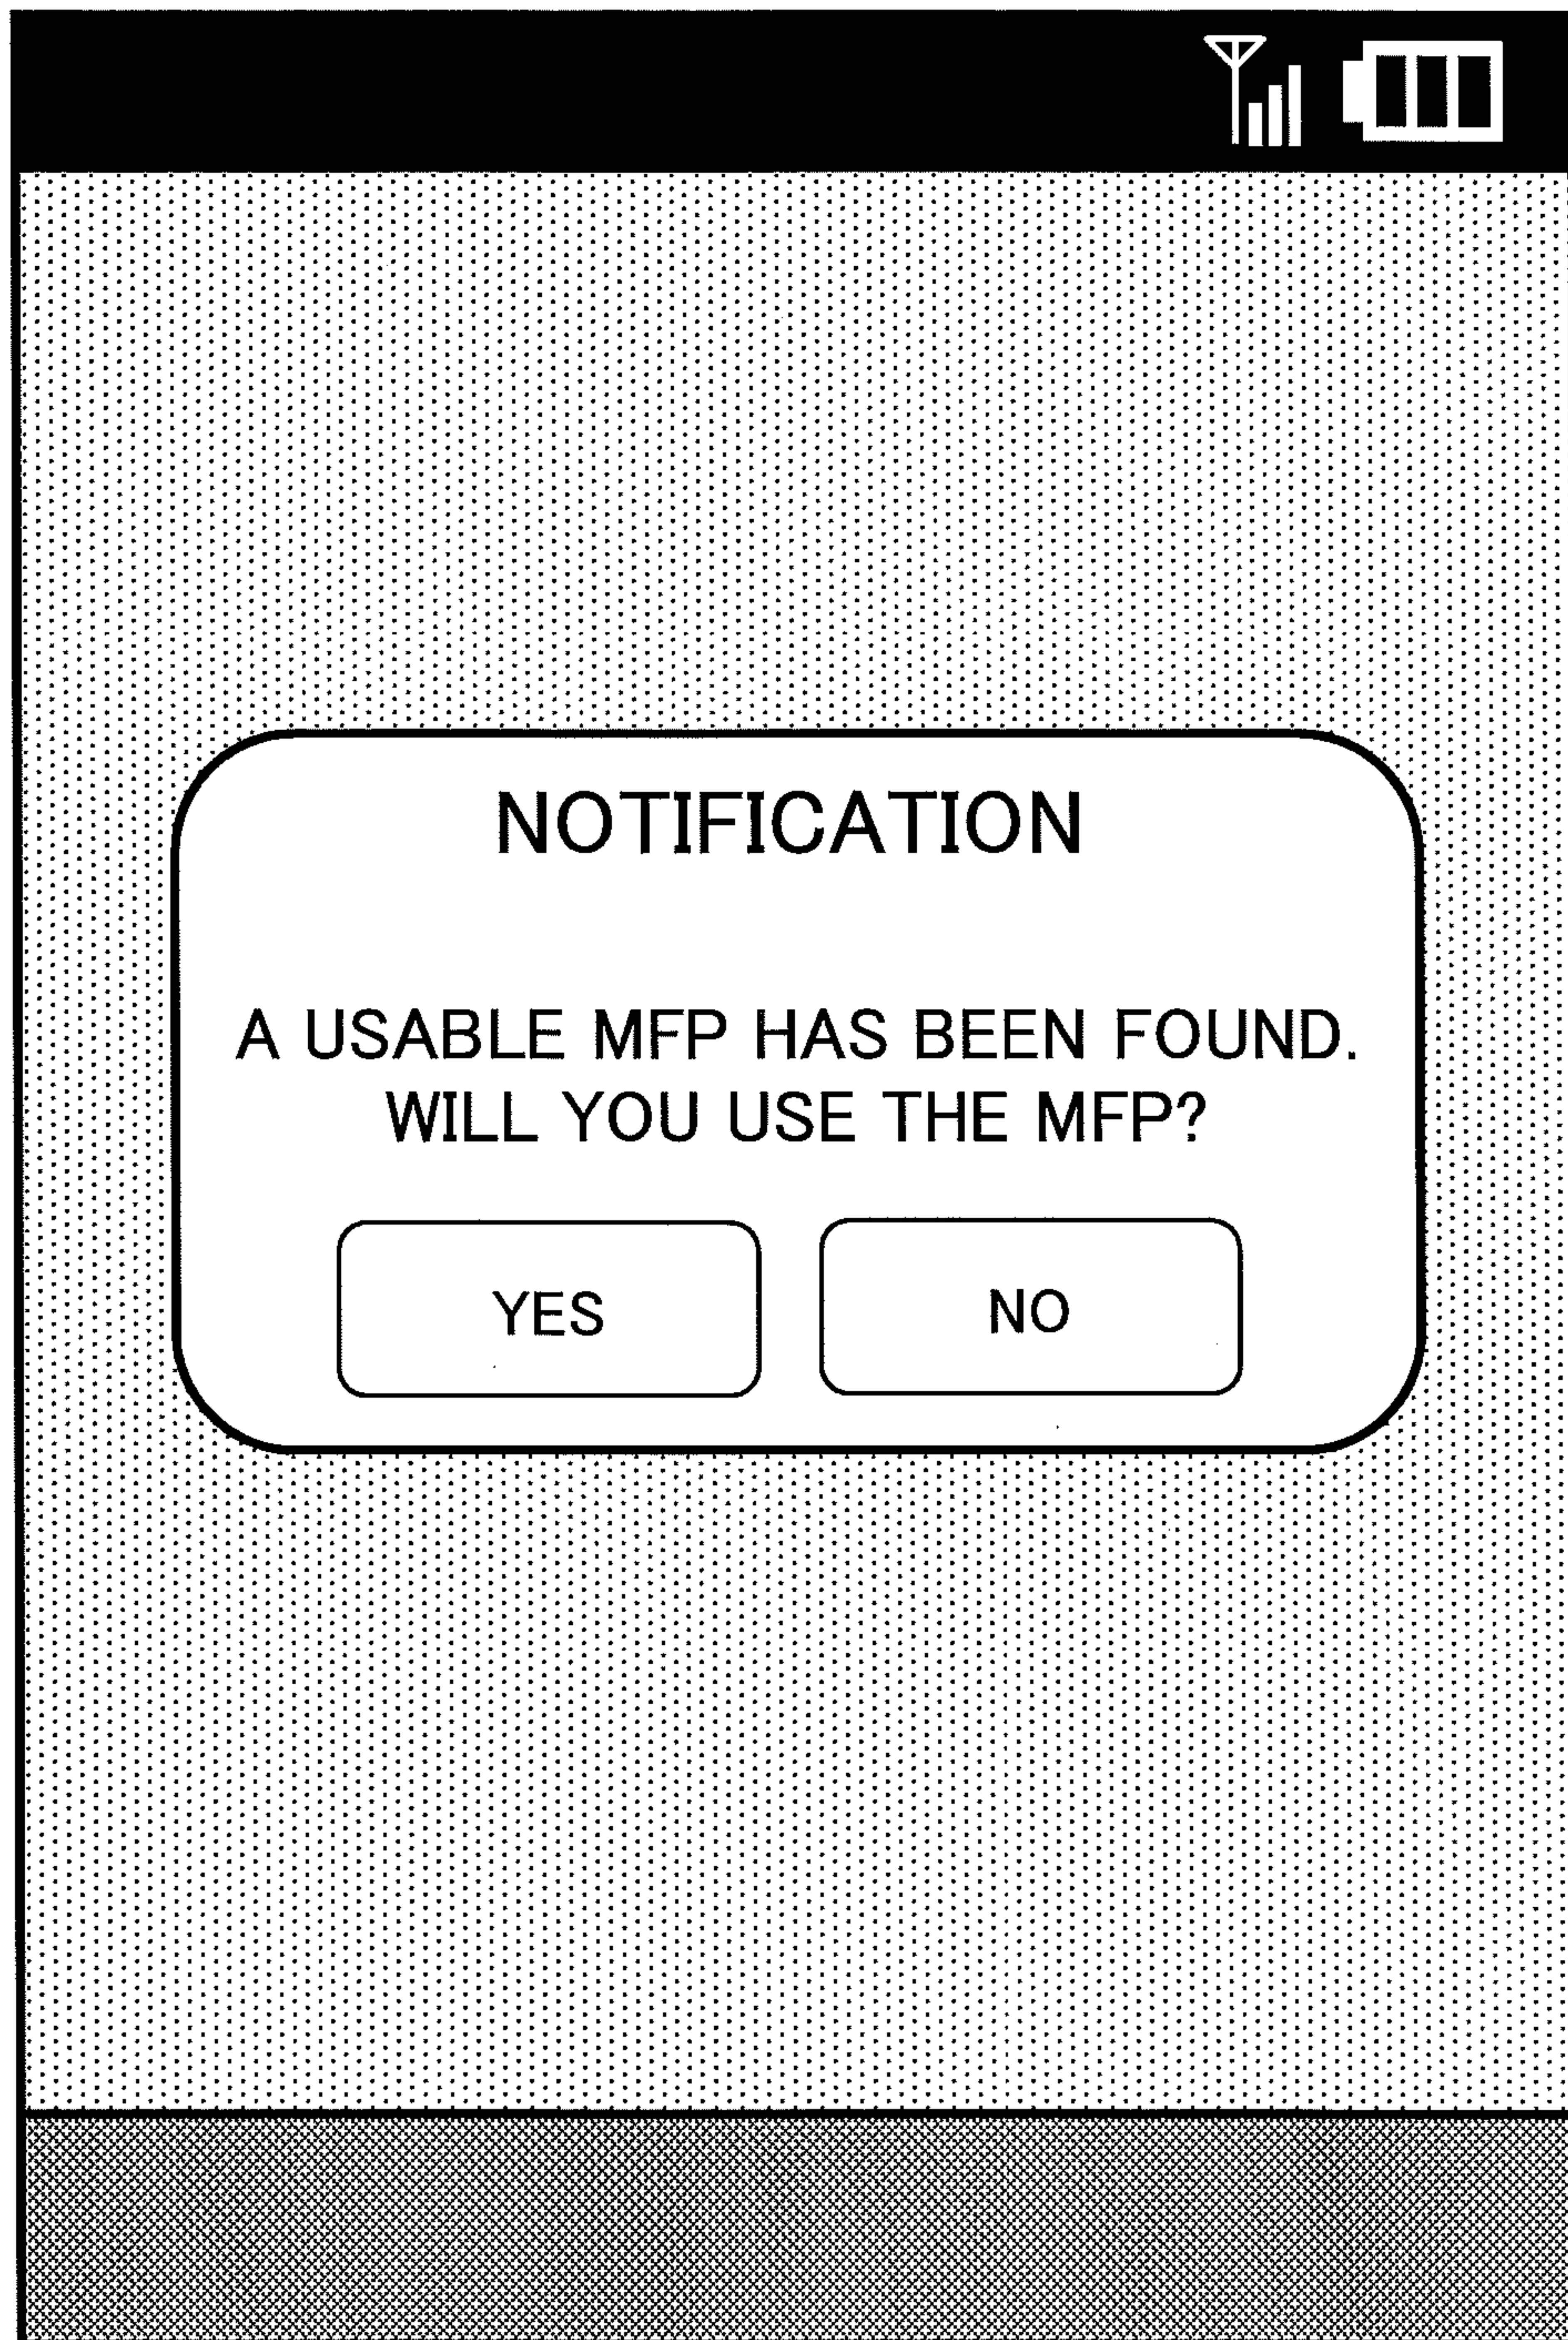 NOTIFICATION
A USABLE MFP HAS BEEN FOUND.
WILL YOU USE THE MFP?
YES
NO